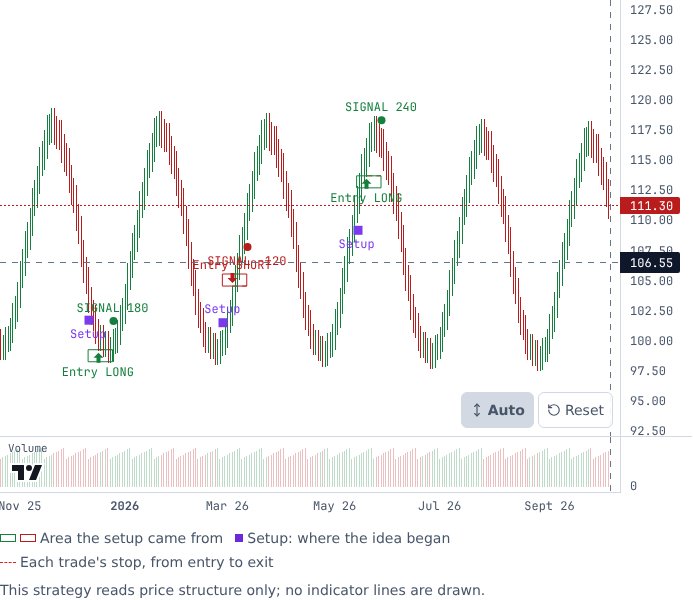 127.50
125.00
122.50
120.00
SIGNAL 240
117.50
115.00
112.50
Entry LONG
111.30
110.00
Setup
107.50
SIGNAL -120
Entry SHORT
106.55
105.00
SIGNAL 180
Setup
102.50
Setup
100.00
Entry LONG
97.50
95.00
Auto
Reset
92.50
Volume
0
Nov 25
2026
Mar 26
May 26
Jul 26
Sept 26
Area the setup came from
Setup: where the idea began
Each trade's stop, from entry to exit
This strategy reads price structure only; no indicator lines are drawn.